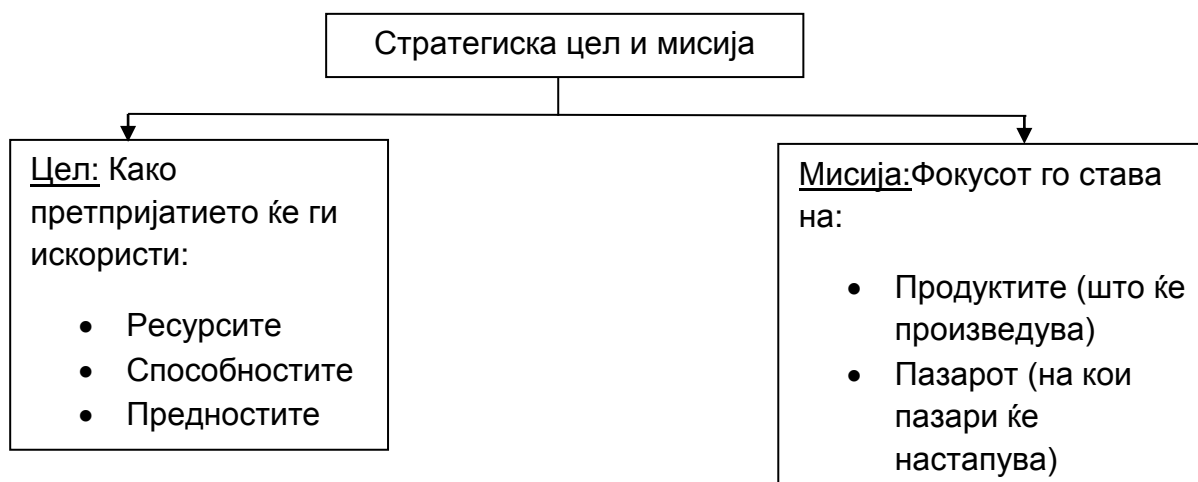 Стратегиска цел и мисија
Цел: Како
претпријатието ќе ги
искористи:
• Ресурсите
• Способностите
• Предностите
Мисија:Фокусот го става
на:
• Продуктите (што ќе
произведува)
• Пазарот (на кои
пазари ќе
настапува)